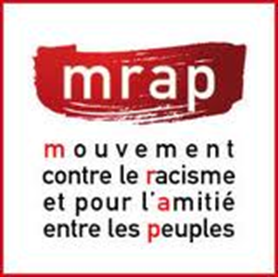 mrap
mouvement
contre le racisme
et pour l'amitié
entre les peuples